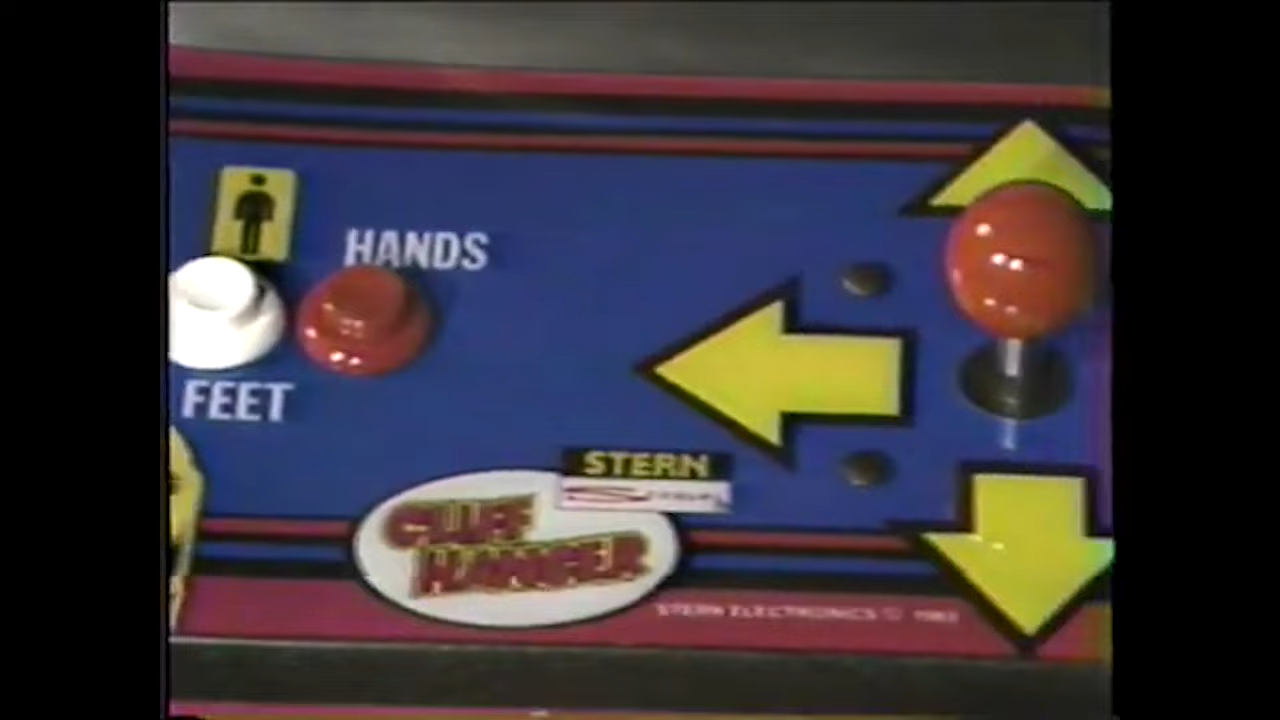 HANDS
FEET
STERN
CLIFF
HANGER
STERN ELECTRONICS © 1983